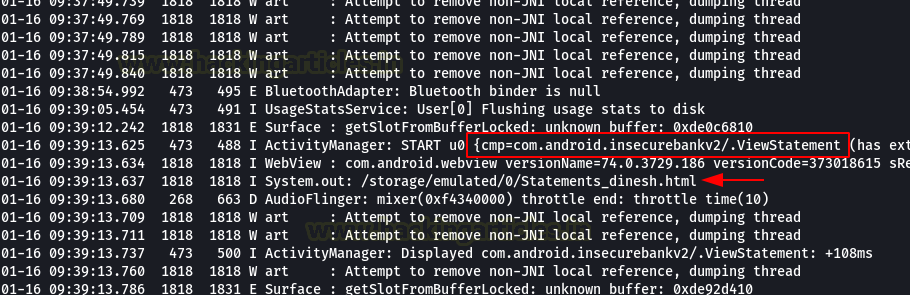 01-16 09:37:49.739 1818 1818 W art : Attempt to remove non-JNI local reference, dumping thread
01-16 09:37:49.769 1818 1818 W art : Attempt to remove non-JNI local reference, dumping thread
01-16 09:37:49.789 1818 1818 W art : Attempt to remove non-JNI local reference, dumping thread
01-16 09:37:49.815 1818 1818 W art : Attempt to remove non-JNI local reference, dumping thread
01-16 09:37:49.840 1818 1818 W art : Attempt to remove non-JNI local reference, dumping thread
01-16 09:38:54.992 473 495 E BluetoothAdapter: Bluetooth binder is null
01-16 09:39:05.454 473 491 I UsageStatsService: User[0] Flushing usage stats to disk
01-16 09:39:12.242 1818 1831 E Surface : getSlotFromBufferLocked: unknown buffer: 0xde0c6810
01-16 09:39:13.625 473 488 I ActivityManager: START u0 {cmp=com.android.insecurebankv2/.ViewStatement (has ext
01-16 09:39:13.634 1818 1818 I WebView : com.android.webview versionName=74.0.3729.186 versionCode=373018615 sRe
01-16 09:39:13.637 1818 1818 I System.out: /storage/emulated/0/Statements_dinesh.html
01-16 09:39:13.680 268 663 D AudioFlinger: mixer(0xf4340000) throttle end: throttle time(10)
01-16 09:39:13.709 1818 1818 W art : Attempt to remove non-JNI local reference, dumping thread
01-16 09:39:13.711 1818 1818 W art : Attempt to remove non-JNI local reference, dumping thread
01-16 09:39:13.737 473 500 I ActivityManager: Displayed com.android.insecurebankv2/.ViewStatement: +108ms
01-16 09:39:13.760 1818 1818 W art : Attempt to remove non-JNI local reference, dumping thread
01-16 09:39:13.786 1818 1831 E Surface : getSlotFromBufferLocked: unknown buffer: 0xde92d410